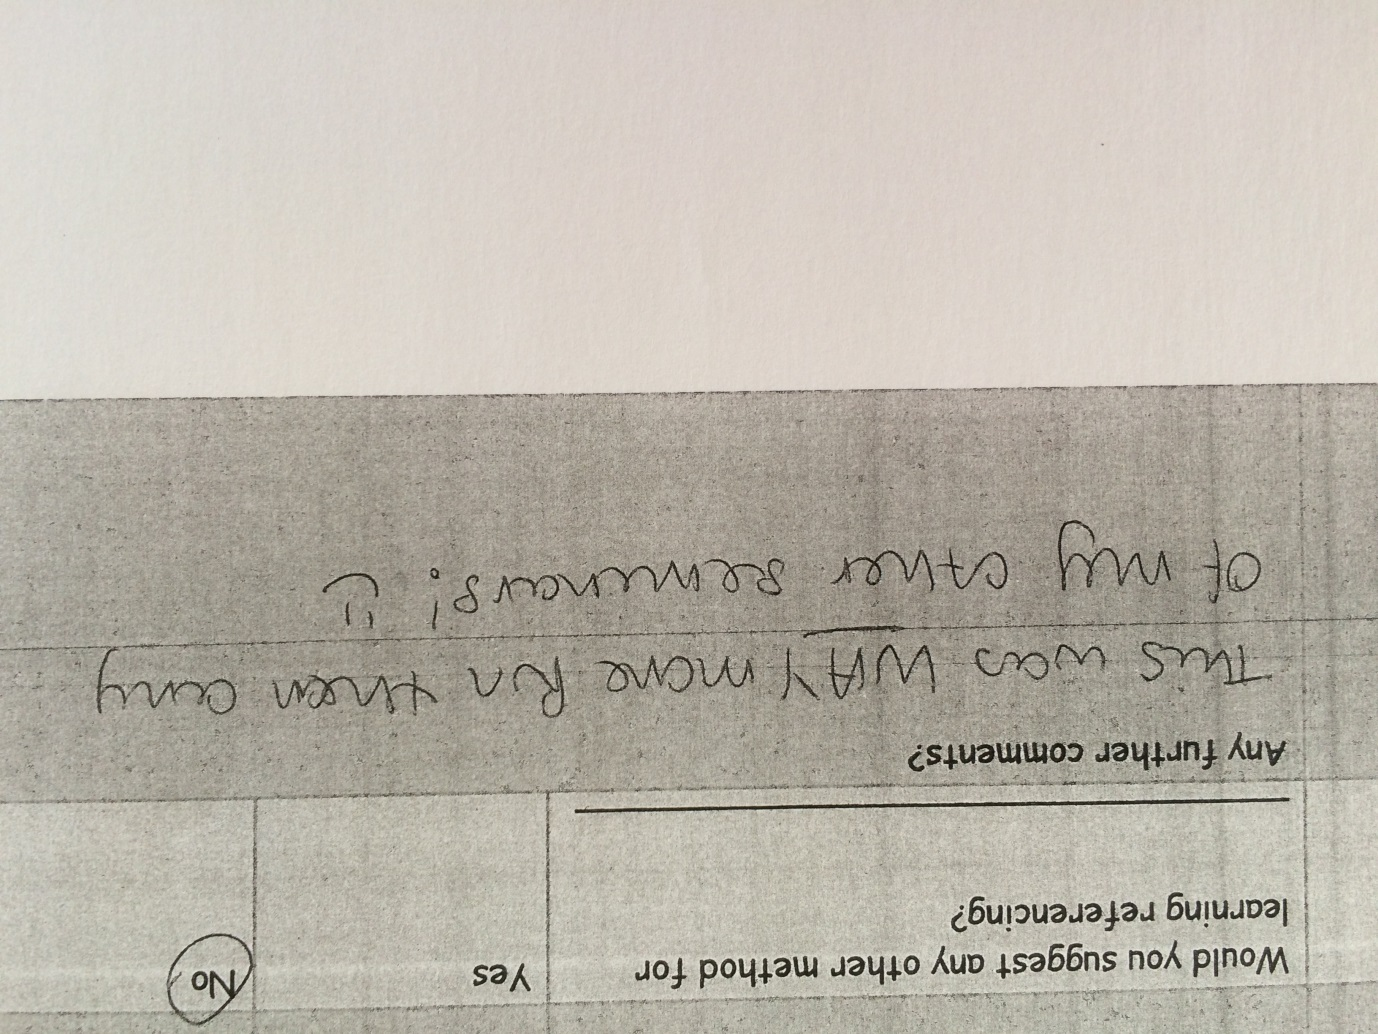 Would you suggest any other method for
learning referencing?
Yes
No
Any further comments?
This was WAY more fun than any
of my other seminars! :)